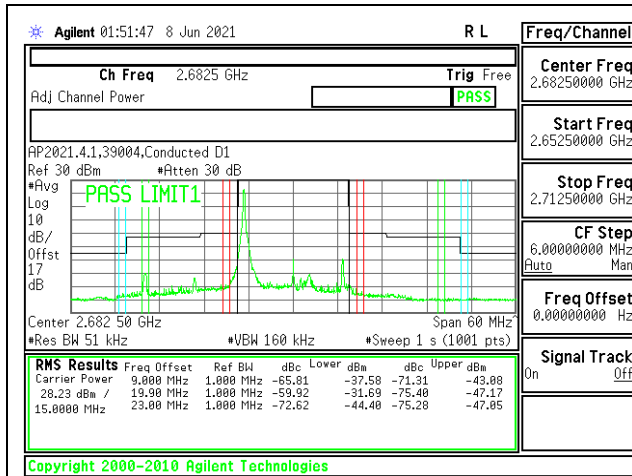 Agilent 01:51:47 8 Jun 2021 R L
Ch Freq 2.6825 GHz Trig Free
Adj Channel Power PASS
AP2021.4.1,39004,Conducted D1
Ref 30 dBm #Atten 30 dB
#Avg
Log
10
dB/
Offst
17
dB
PASS LIMIT1
Center 2.682 50 GHz Span 60 MHz^
#Res BW 51 kHz #VBW 160 kHz #Sweep 1 s (1001 pts)
RMS Results Freq Offset Ref BW dBc Lower dBm dBc Upper dBm
Carrier Power 9.000 MHz 1.000 MHz -65.81 -37.58 -71.31 -43.08
28.23 dBm / 19.90 MHz 1.000 MHz -59.92 -31.69 -75.40 -47.17
15.0000 MHz 23.00 MHz 1.000 MHz -72.62 -44.40 -75.28 -47.05
Copyright 2000-2010 Agilent Technologies
Freq/Channel
Center Freq
2.68250000 GHz
Start Freq
2.65250000 GHz
Stop Freq
2.71250000 GHz
CF Step
6.00000000 MHz
Auto Man
Freq Offset
0.00000000 Hz
Signal Track
On Off